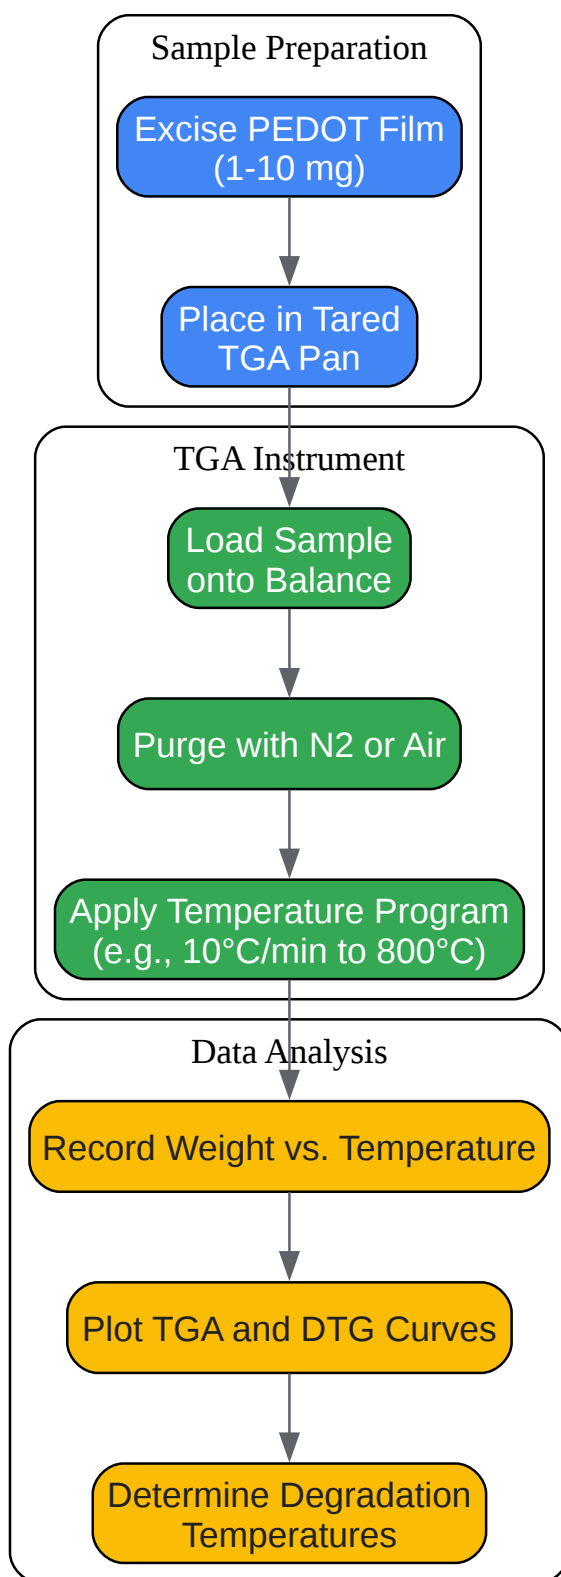 Sample Preparation
Excise PEDOT Film
(1-10 mg)
Place in Tared
TGA Pan
TGA Instrument
Load Sample
onto Balance
Purge with N2 or Air
Apply Temperature Program
(e.g., 10°C/min to 800°C)
Data Analysis
Record Weight vs. Temperature
Plot TGA and DTG Curves
Determine Degradation
Temperatures